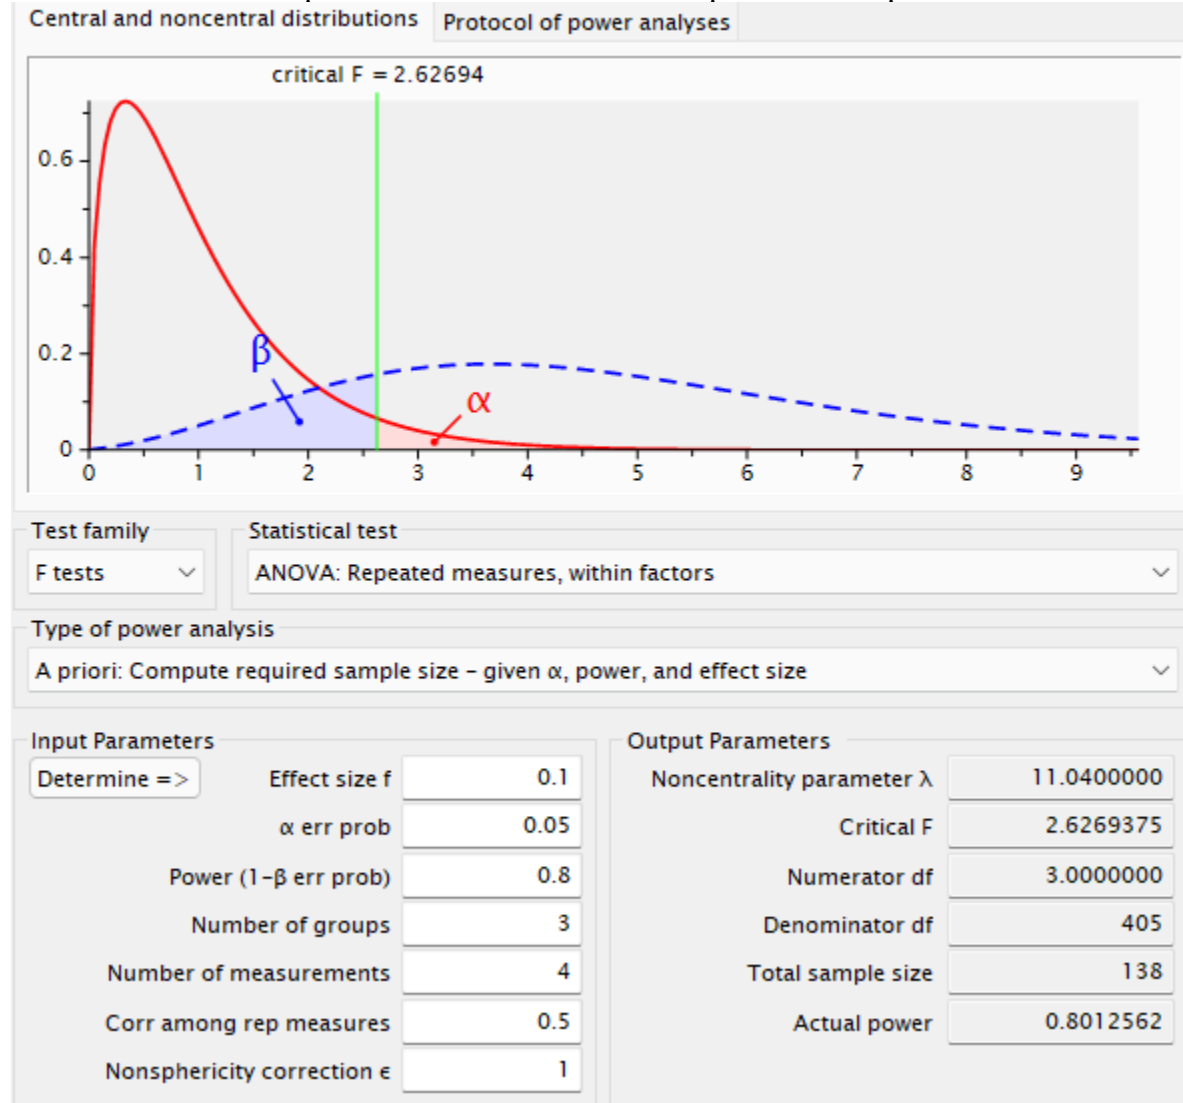 Central and noncentral distributions Protocol of power analyses
critical F = 2.62694
0.6
0.4
0.2
0
β
α
0 1 2 3 4 5 6 7 8 9
Test family Statistical test
F tests ANOVA: Repeated measures, within factors
Type of power analysis
A priori: Compute required sample size – given α, power, and effect size
Input Parameters Output Parameters
Determine => Effect size f 0.1 Noncentrality parameter λ 11.0400000
α err prob 0.05 Critical F 2.6269375
Power (1–β err prob) 0.8 Numerator df 3.0000000
Number of groups 3 Denominator df 405
Number of measurements 4 Total sample size 138
Corr among rep measures 0.5 Actual power 0.8012562
Nonsphericity correction ϵ 1